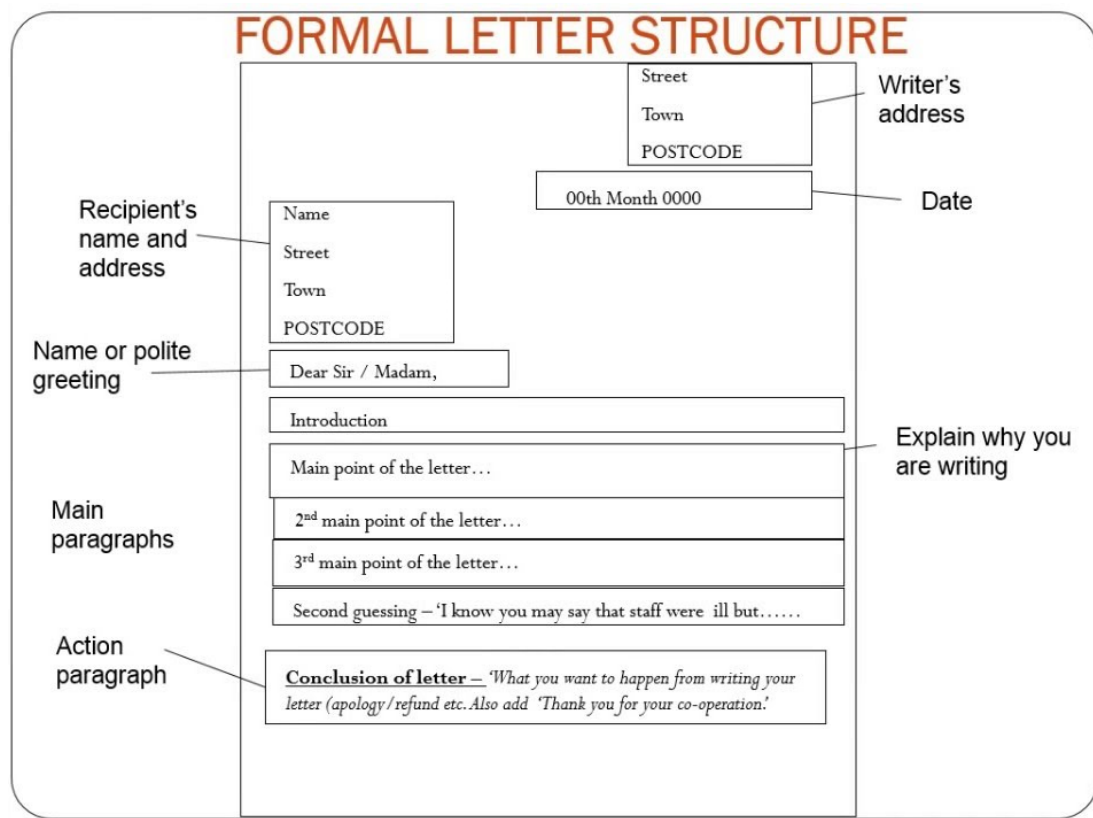 FORMAL LETTER STRUCTURE
Street
Town
POSTCODE
Writer's
address
00th Month 0000
Date
Recipient's
name and
address
Name
Street
Town
POSTCODE
Name or polite
greeting
Dear Sir / Madam,
Introduction
Explain why you
are writing
Main point of the letter…
Main
paragraphs
2nd main point of the letter…
3rd main point of the letter…
Second guessing – 'I know you may say that staff were ill but……
Action
paragraph
Conclusion of letter – 'What you want to happen from writing your
letter (apology/refund etc. Also add 'Thank you for your co-operation.'